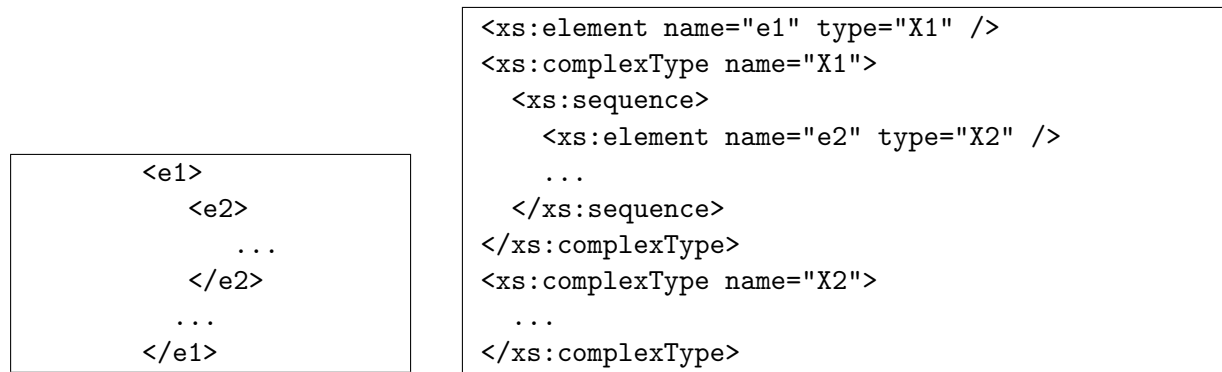 <e1>
<e2>
...
</e2>
...
</e1>
<xs:element name="e1" type="X1" />
<xs:complexType name="X1">
<xs:sequence>
<xs:element name="e2" type="X2" />
...
</xs:sequence>
</xs:complexType>
<xs:complexType name="X2">
...
</xs:complexType>